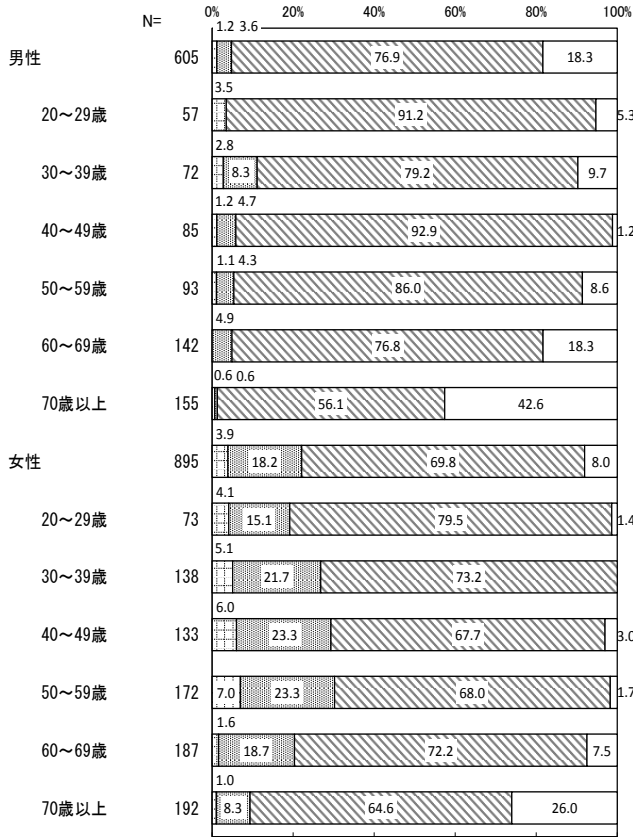 N= 0% 20% 40% 60% 80% 100%
1.2 3.6
男性 605 76.9 18.3
3.5
20～29歳 57 91.2 5.3
2.8
30～39歳 72 8.3 79.2 9.7
1.2 4.7
40～49歳 85 92.9 1.2
1.1 4.3
50～59歳 93 86.0 8.6
4.9
60～69歳 142 76.8 18.3
0.6 0.6
70歳以上 155 56.1 42.6
3.9
女性 895 18.2 69.8 8.0
4.1
20～29歳 73 15.1 79.5 1.4
5.1
30～39歳 138 21.7 73.2
6.0
40～49歳 133 23.3 67.7 3.0
50～59歳 172 7.0 23.3 68.0 1.7
1.6
60～69歳 187 18.7 72.2 7.5
1.0
70歳以上 192 8.3 64.6 26.0